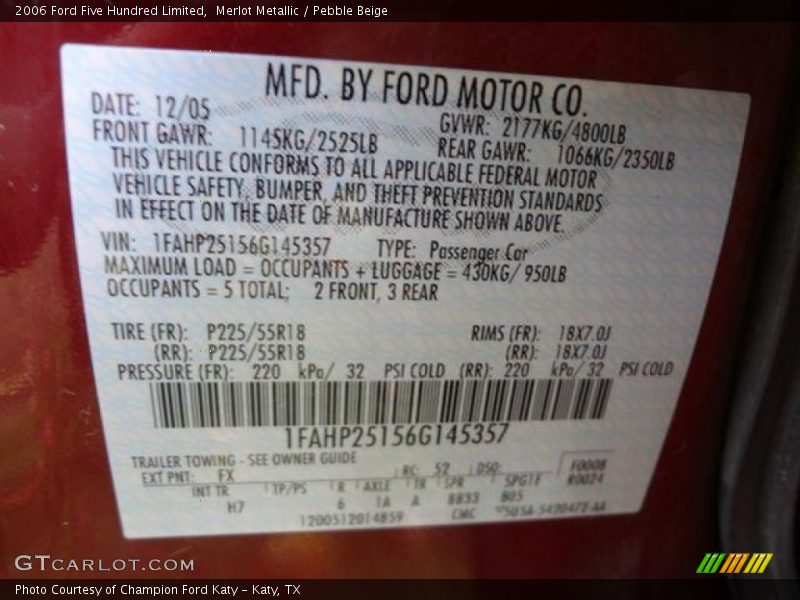 2006 Ford Five Hundred Limited, Merlot Metallic / Pebble Beige
MFD. BY FORD MOTOR CO.
DATE: 12/05 GVWR: 2177KG/4800LB
FRONT GAWR: 1145KG/2525LB REAR GAWR: 1066KG/2350LB
THIS VEHICLE CONFORMS TO ALL APPLICABLE FEDERAL MOTOR
VEHICLE SAFETY, BUMPER, AND THEFT PREVENTION STANDARDS
IN EFFECT ON THE DATE OF MANUFACTURE SHOWN ABOVE.
VIN: 1FAHP25156G145357 TYPE: Passenger Car
MAXIMUM LOAD = OCCUPANTS + LUGGAGE = 430KG/ 950LB
OCCUPANTS = 5 TOTAL; 2 FRONT, 3 REAR
TIRE (FR): P225/55R18 RIMS (FR): 18X7.0J
(RR): P225/55R18 (RR): 18X7.0J
PRESSURE (FR): 220 kPa/ 32 PSI COLD (RR): 220 kPa/ 32 PSI COLD
1FAHP25156G145357
TRAILER TOWING - SEE OWNER GUIDE
EXT PNT: FX RC: 52 DSO: F0008
R0024
INT TR TP/PS R AXLE TR SPR SPGTF
H7 6 1A A BB33 805
1200512014859 CMC
GTCARLOT.COM
Photo Courtesy of Champion Ford Katy - Katy, TX